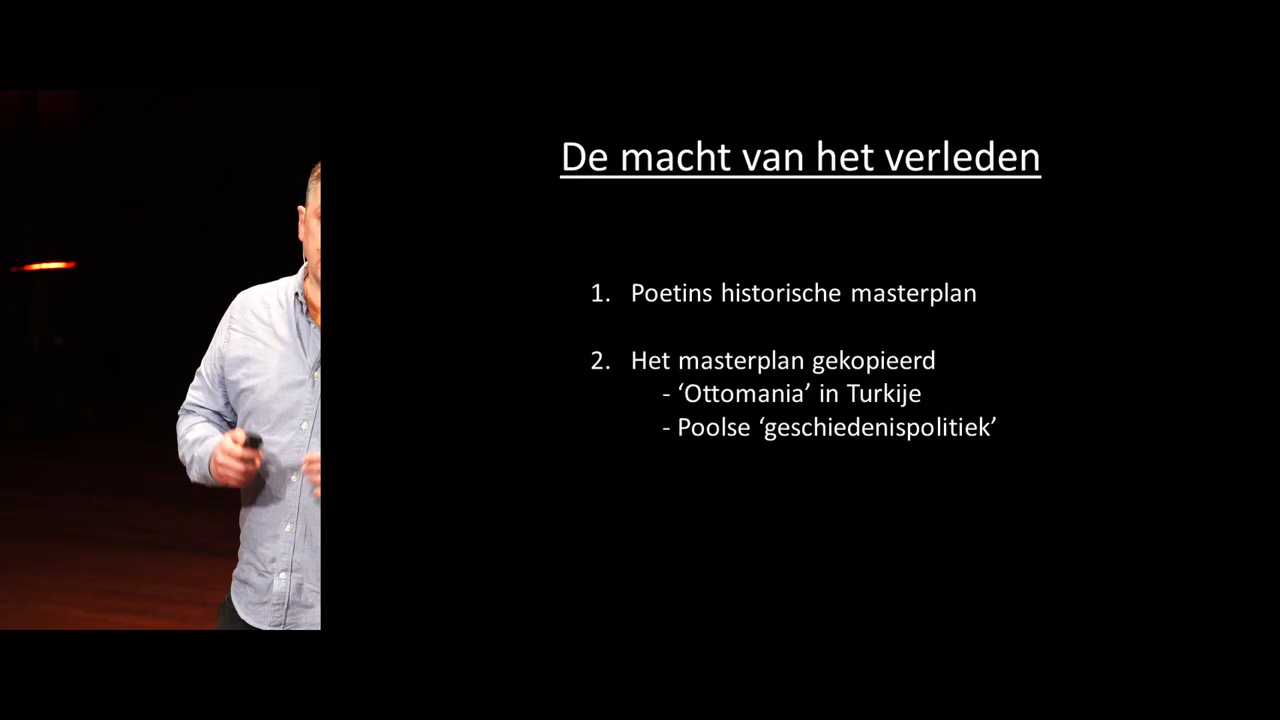 De macht van het verleden
1. Poetins historische masterplan
2. Het masterplan gekopieerd
- ‘Ottomania’ in Turkije
- Poolse ‘geschiedenispolitiek’